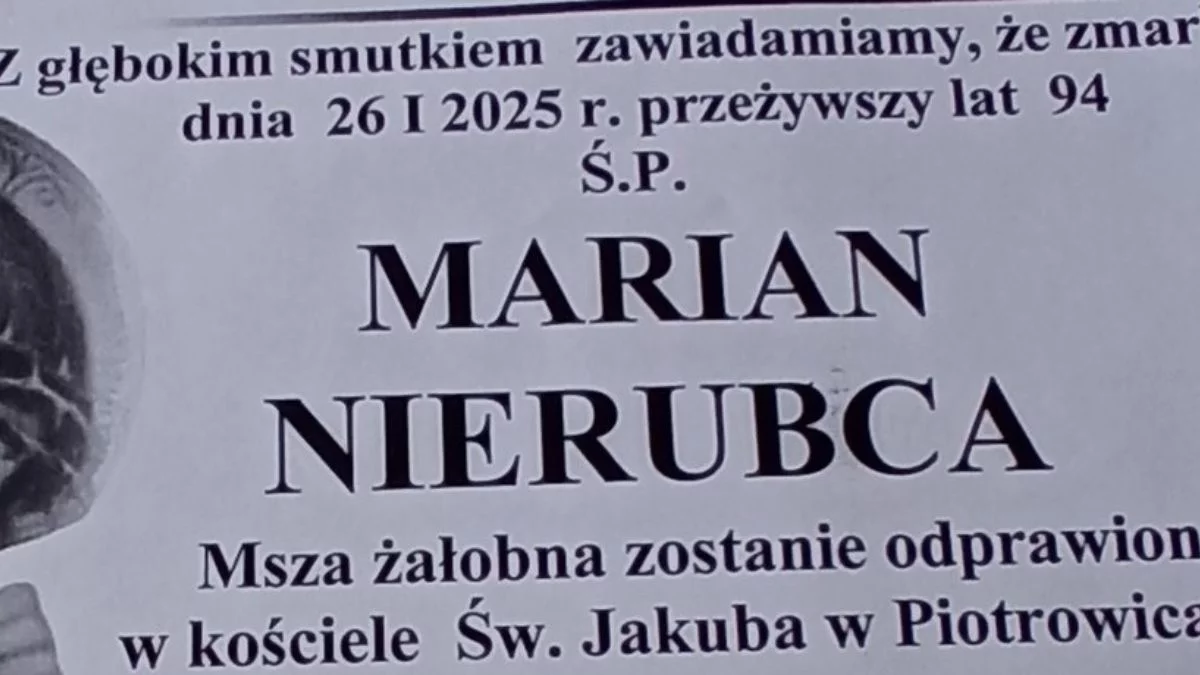 Z głębokim smutkiem zawiadamiamy, że zmar
dnia 26 I 2025 r. przeżywszy lat 94
Ś.P.
MARIAN
NIERUBCA
Msza żałobna zostanie odprawion
w kościele Św. Jakuba w Piotrowica